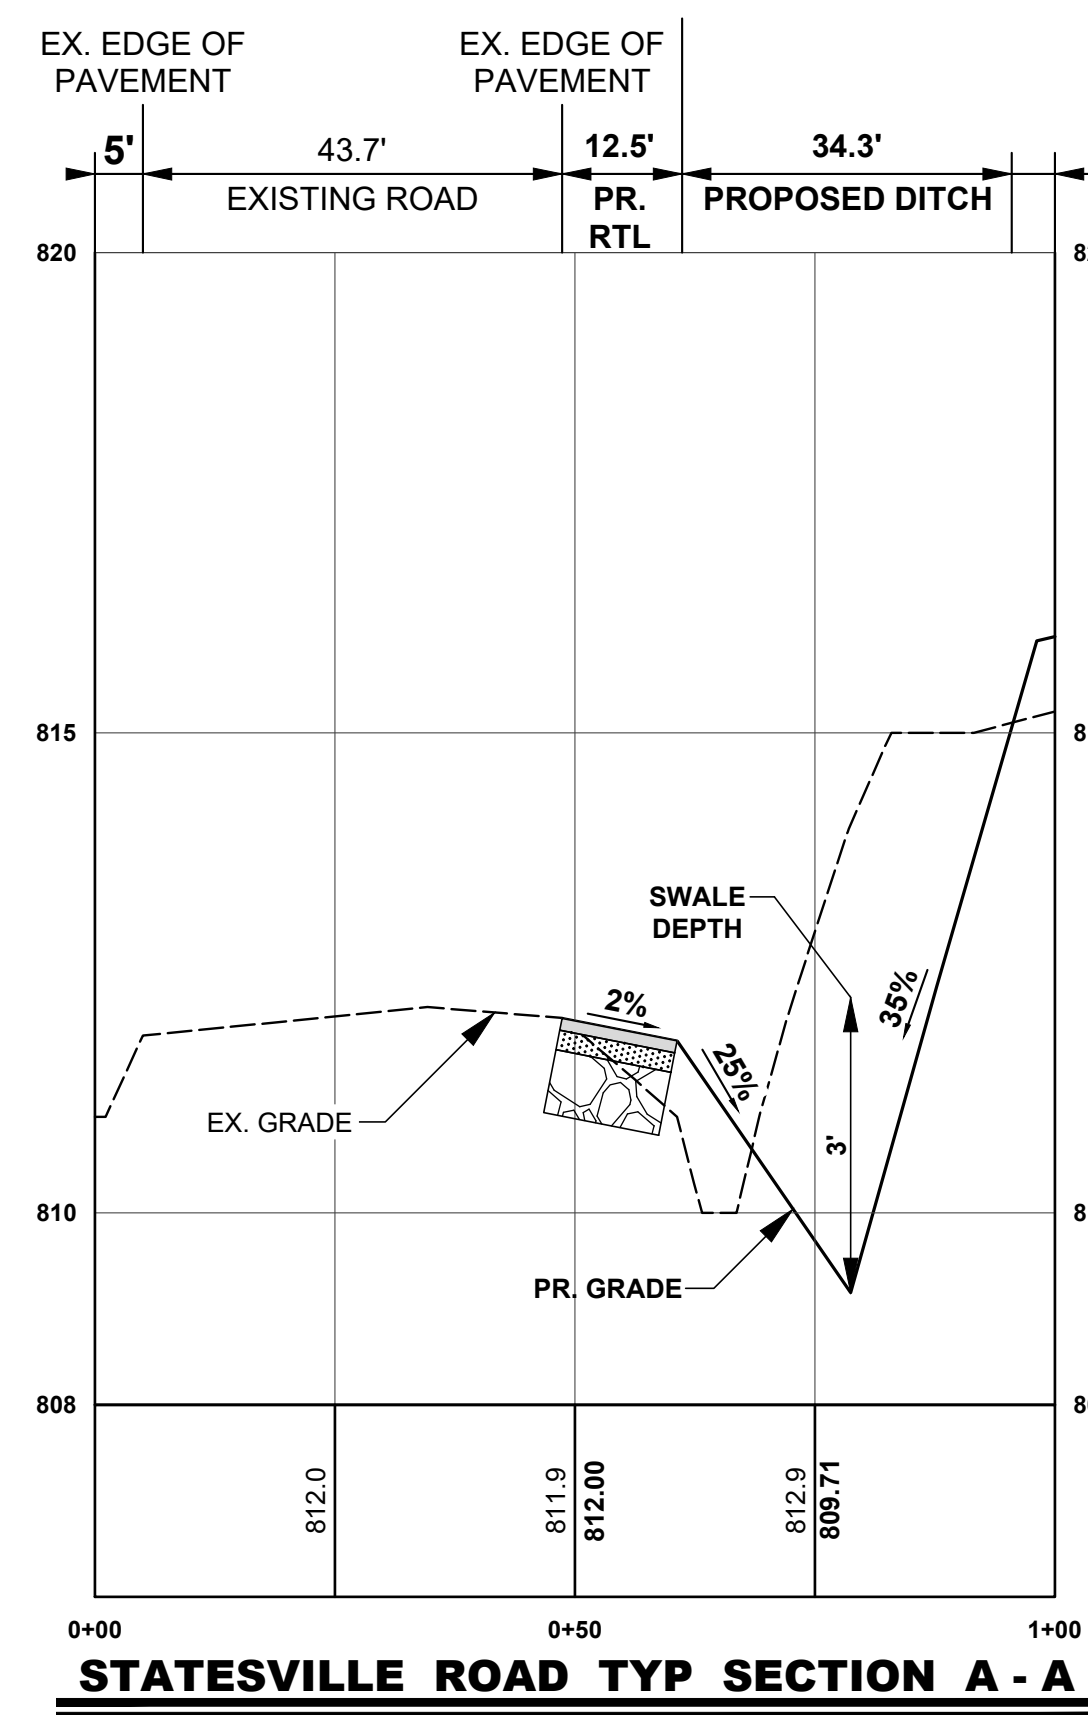 EX. EDGE OF
PAVEMENT
EX. EDGE OF
PAVEMENT
5'
43.7'
12.5'
34.3'
EXISTING ROAD
PR.
RTL
PROPOSED DITCH
820
815
SWALE
DEPTH
35%
2%
25%
3'
EX. GRADE
810
PR. GRADE
808
812.0
811.9
812.00
812.9
809.71
0+00
0+50
1+00
STATESVILLE ROAD TYP SECTION A - A